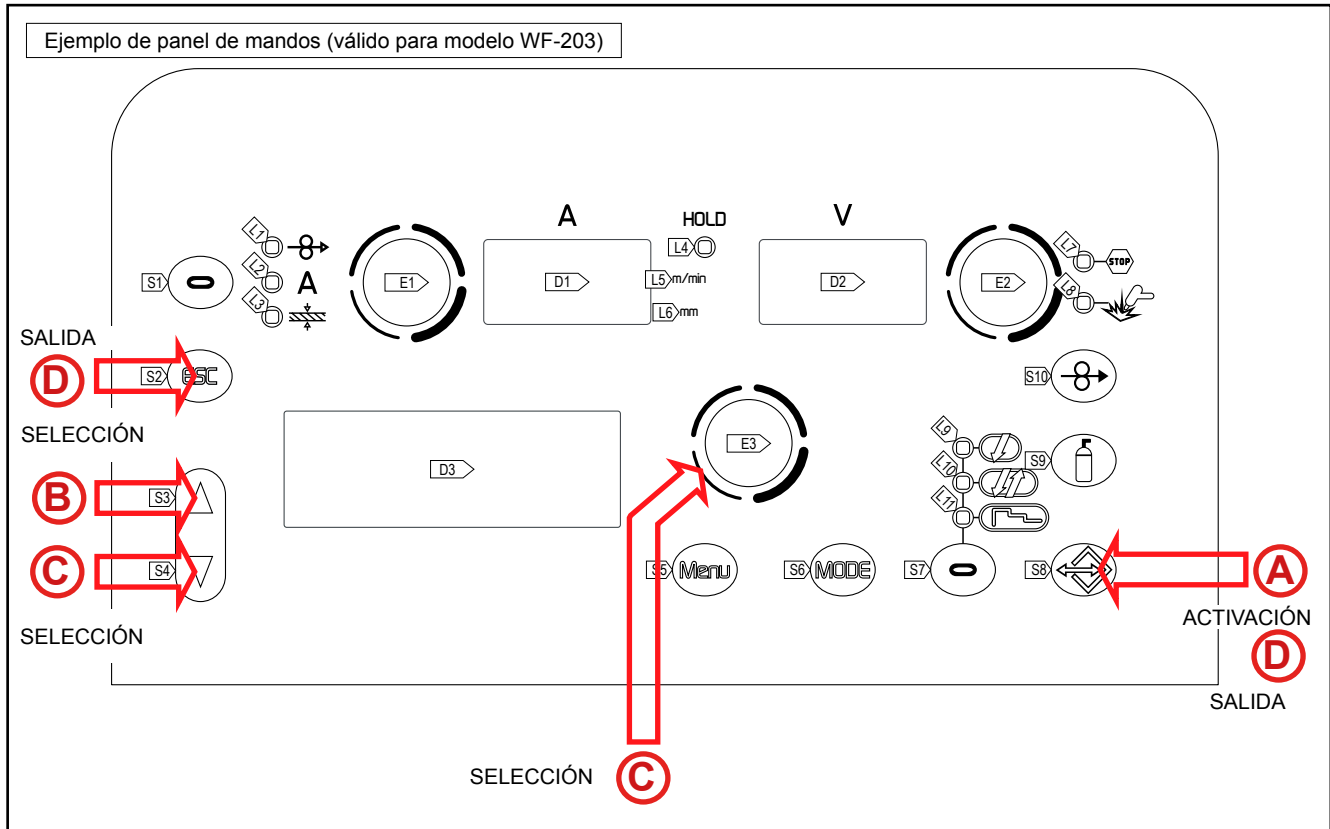 Ejemplo de panel de mandos (válido para modelo WF-203)
A HOLD V
L1
L2 A
L3
S1
E1
D1
L4
L5 m/min
L6 mm
D2
E2
L7 STOP
L8
SALIDA
D
S2 ESC
S10
SELECCIÓN
B
S3
C
S4
SELECCIÓN
D3
E3
L9
L10
L11
S9
S5 Menu
S6 MODE
S7
S8
A
ACTIVACIÓN
D
SALIDA
SELECCIÓN C